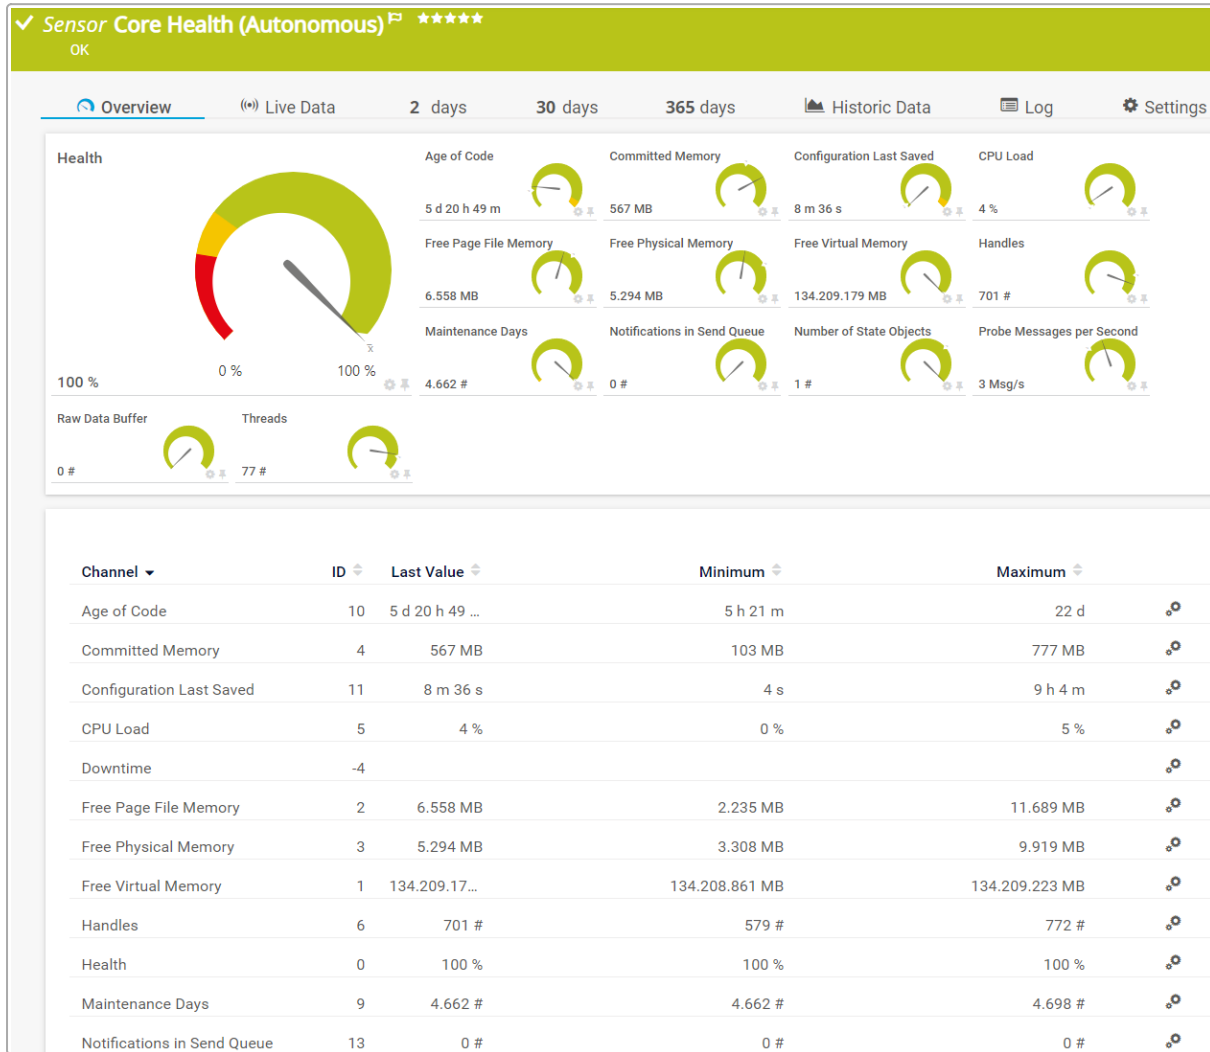 Sensor Core Health (Autonomous)
OK
Overview Live Data 2 days 30 days 365 days Historic Data Log Settings
Health
0 % 100 %
100 %
Age of Code
5 d 20 h 49 m
Committed Memory
567 MB
Configuration Last Saved
8 m 36 s
CPU Load
4 %
Free Page File Memory
6.558 MB
Free Physical Memory
5.294 MB
Free Virtual Memory
134.209.179 MB
Handles
701 #
Maintenance Days
4.662 #
Notifications in Send Queue
0 #
Number of State Objects
1 #
Probe Messages per Second
3 Msg/s
Raw Data Buffer
0 #
Threads
77 #
Channel ID Last Value Minimum Maximum
Age of Code 10 5 d 20 h 49 ... 5 h 21 m 22 d
Committed Memory 4 567 MB 103 MB 777 MB
Configuration Last Saved 11 8 m 36 s 4 s 9 h 4 m
CPU Load 5 4 % 0 % 5 %
Downtime -4
Free Page File Memory 2 6.558 MB 2.235 MB 11.689 MB
Free Physical Memory 3 5.294 MB 3.308 MB 9.919 MB
Free Virtual Memory 1 134.209.17... 134.208.861 MB 134.209.223 MB
Handles 6 701 # 579 # 772 #
Health 0 100 % 100 % 100 %
Maintenance Days 9 4.662 # 4.662 # 4.698 #
Notifications in Send Queue 13 0 # 0 # 0 #